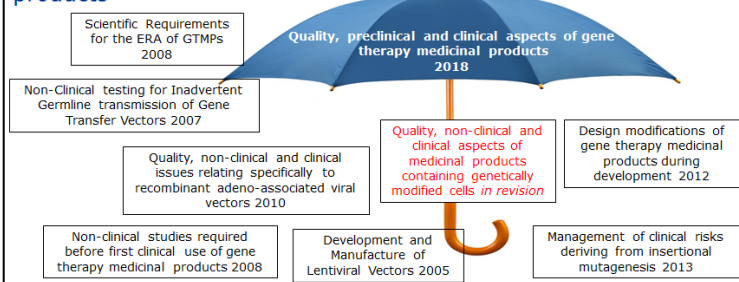 products
Scientific Requirements
for the ERA of GTMPs
2008
Quality, preclinical and clinical aspects of gene
therapy medicinal products
2018
Non-Clinical testing for Inadvertent
Germline transmission of Gene
Transfer Vectors 2007
Quality, non-clinical and
clinical aspects of
medicinal products
containing genetically
modified cells in revision
Design modifications of
gene therapy medicinal
products during
development 2012
Quality, non-clinical and clinical
issues relating specifically to
recombinant adeno-associated viral
vectors 2010
Non-clinical studies required
before first clinical use of gene
therapy medicinal products 2008
Development and
Manufacture of
Lentiviral Vectors 2005
Management of clinical risks
deriving from insertional
mutagenesis 2013